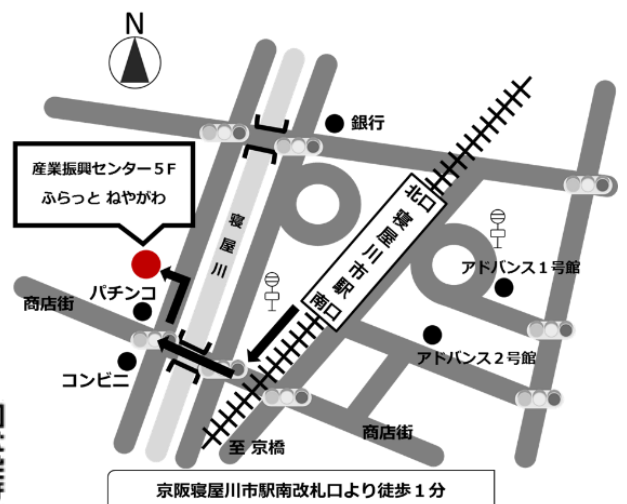 N
銀行
産業振興センター５F
ふらっと ねやがわ
寝屋川
北口
寝屋川市駅
南口
アドバンス１号館
パチンコ
商店街
アドバンス２号館
コンビニ
至 京橋
商店街
京阪寝屋川市駅南改札口より徒歩１分